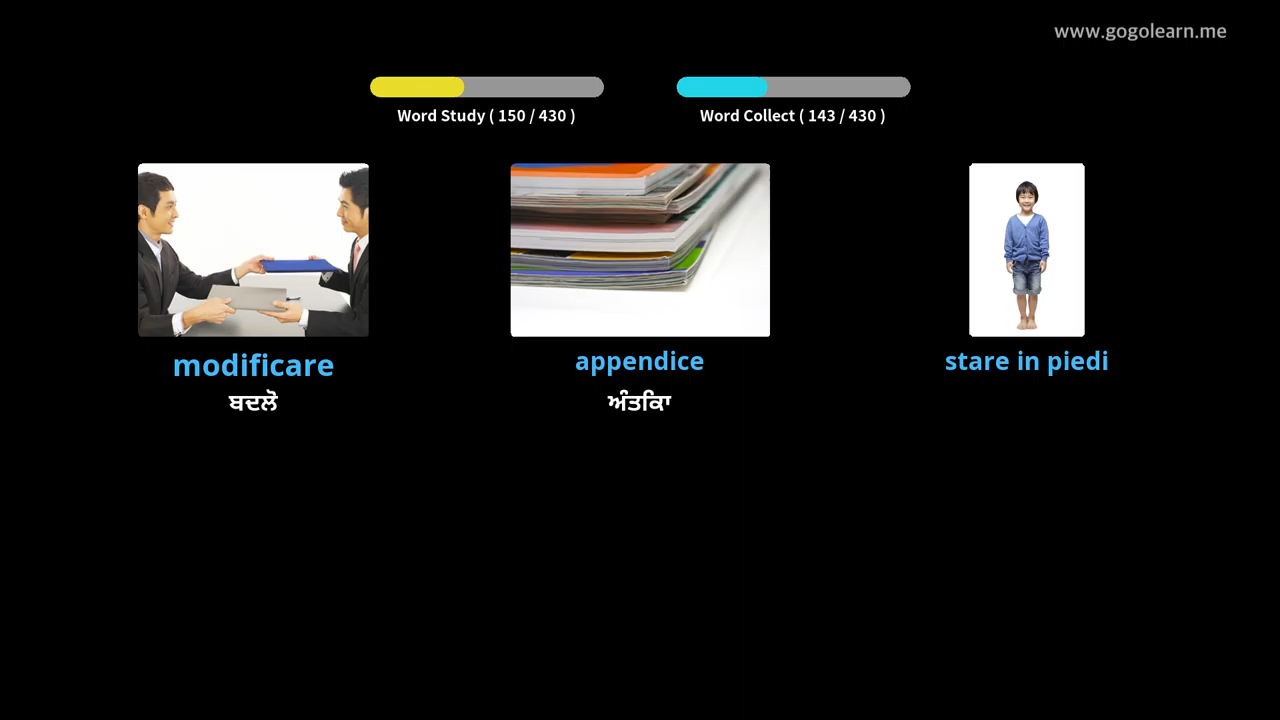 www.gogolearn.me
Word Study ( 150 / 430 )
Word Collect ( 143 / 430 )
modificare
appendice
stare in piedi
ਬਦਲੋ
ਅੰਤਕਿਾ